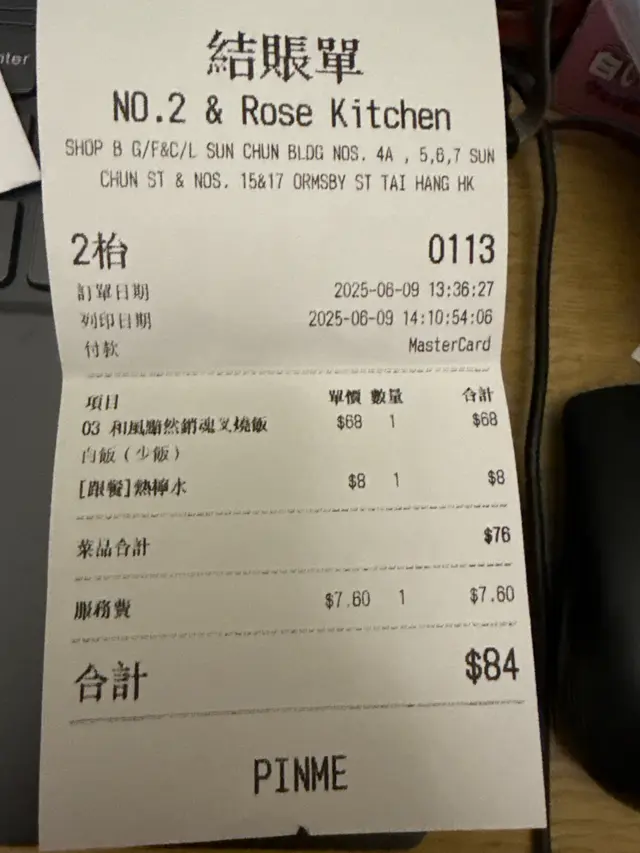 結賬單
NO.2 & Rose Kitchen
SHOP B G/F&C/L SUN CHUN BLDG NOS. 4A , 5,6,7 SUN
CHUN ST & NOS. 15&17 ORMSBY ST TAI HANG HK
2枱 0113
訂單日期 2025-06-09 13:36:27
列印日期 2025-06-09 14:10:54:06
付款 MasterCard
項目 單價 數量 合計
03 和風黯然銷魂叉燒飯 $68 1 $68
白飯（少飯）
[跟餐]熱檸水 $8 1 $8
菜品合計 $76
服務費 $7.60 1 $7.60
合計 $84
PINME